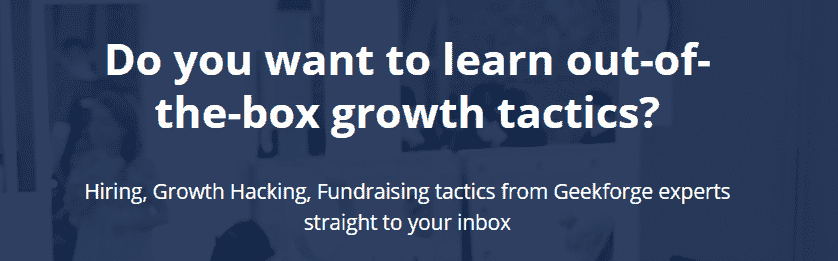 Do you want to learn out-of-
the-box growth tactics?
Hiring, Growth Hacking, Fundraising tactics from Geekforge experts
straight to your inbox